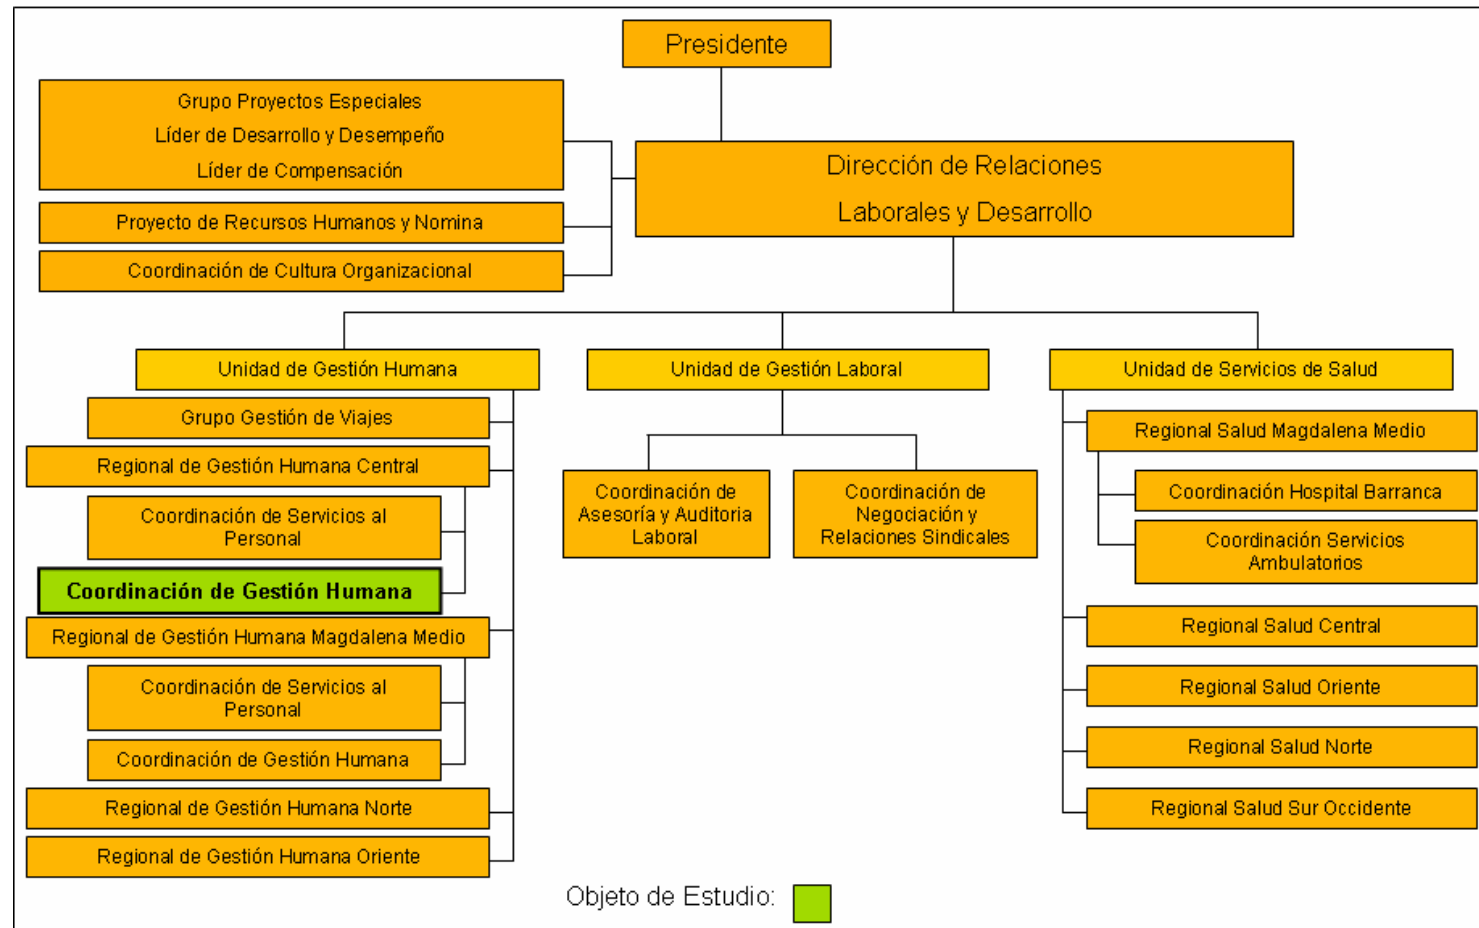 Presidente
Grupo Proyectos Especiales
Líder de Desarrollo y Desempeño
Líder de Compensación
Dirección de Relaciones
Laborales y Desarrollo
Proyecto de Recursos Humanos y Nomina
Coordinación de Cultura Organizacional
Unidad de Gestión Humana
Grupo Gestión de Viajes
Regional de Gestión Humana Central
Coordinación de Servicios al
Personal
Coordinación de Gestión Humana
Regional de Gestión Humana Magdalena Medio
Coordinación de Servicios al
Personal
Coordinación de Gestión Humana
Regional de Gestión Humana Norte
Regional de Gestión Humana Oriente
Unidad de Gestión Laboral
Coordinación de
Asesoría y Auditoria
Laboral
Coordinación de
Negociación y
Relaciones Sindicales
Unidad de Servicios de Salud
Regional Salud Magdalena Medio
Coordinación Hospital Barranca
Coordinación Servicios
Ambulatorios
Regional Salud Central
Regional Salud Oriente
Regional Salud Norte
Regional Salud Sur Occidente
Objeto de Estudio: